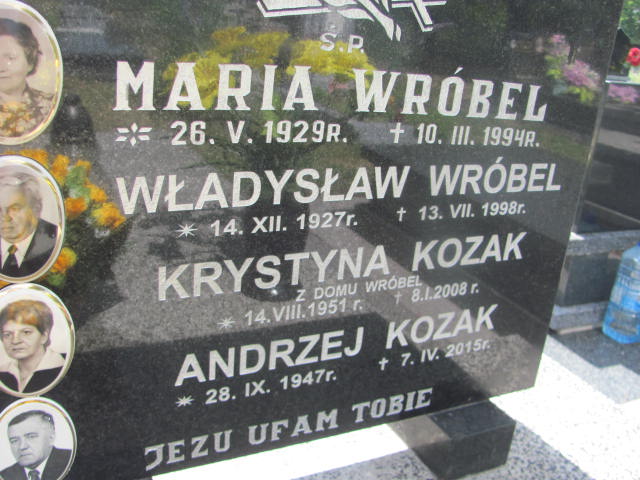 Ś.P.
MARIA WRÓBEL
26. V. 1929R. † 10. III. 1994R.
WŁADYSŁAW WRÓBEL
* 14. XII. 1927r. † 13. VII. 1998r.
KRYSTYNA KOZAK
Z DOMU WRÓBEL
* 14.VIII.1951 r. † 8.I.2008 r.
ANDRZEJ KOZAK
* 28. IX. 1947r. † 7. IV. 2015r.
JEZU UFAM TOBIE